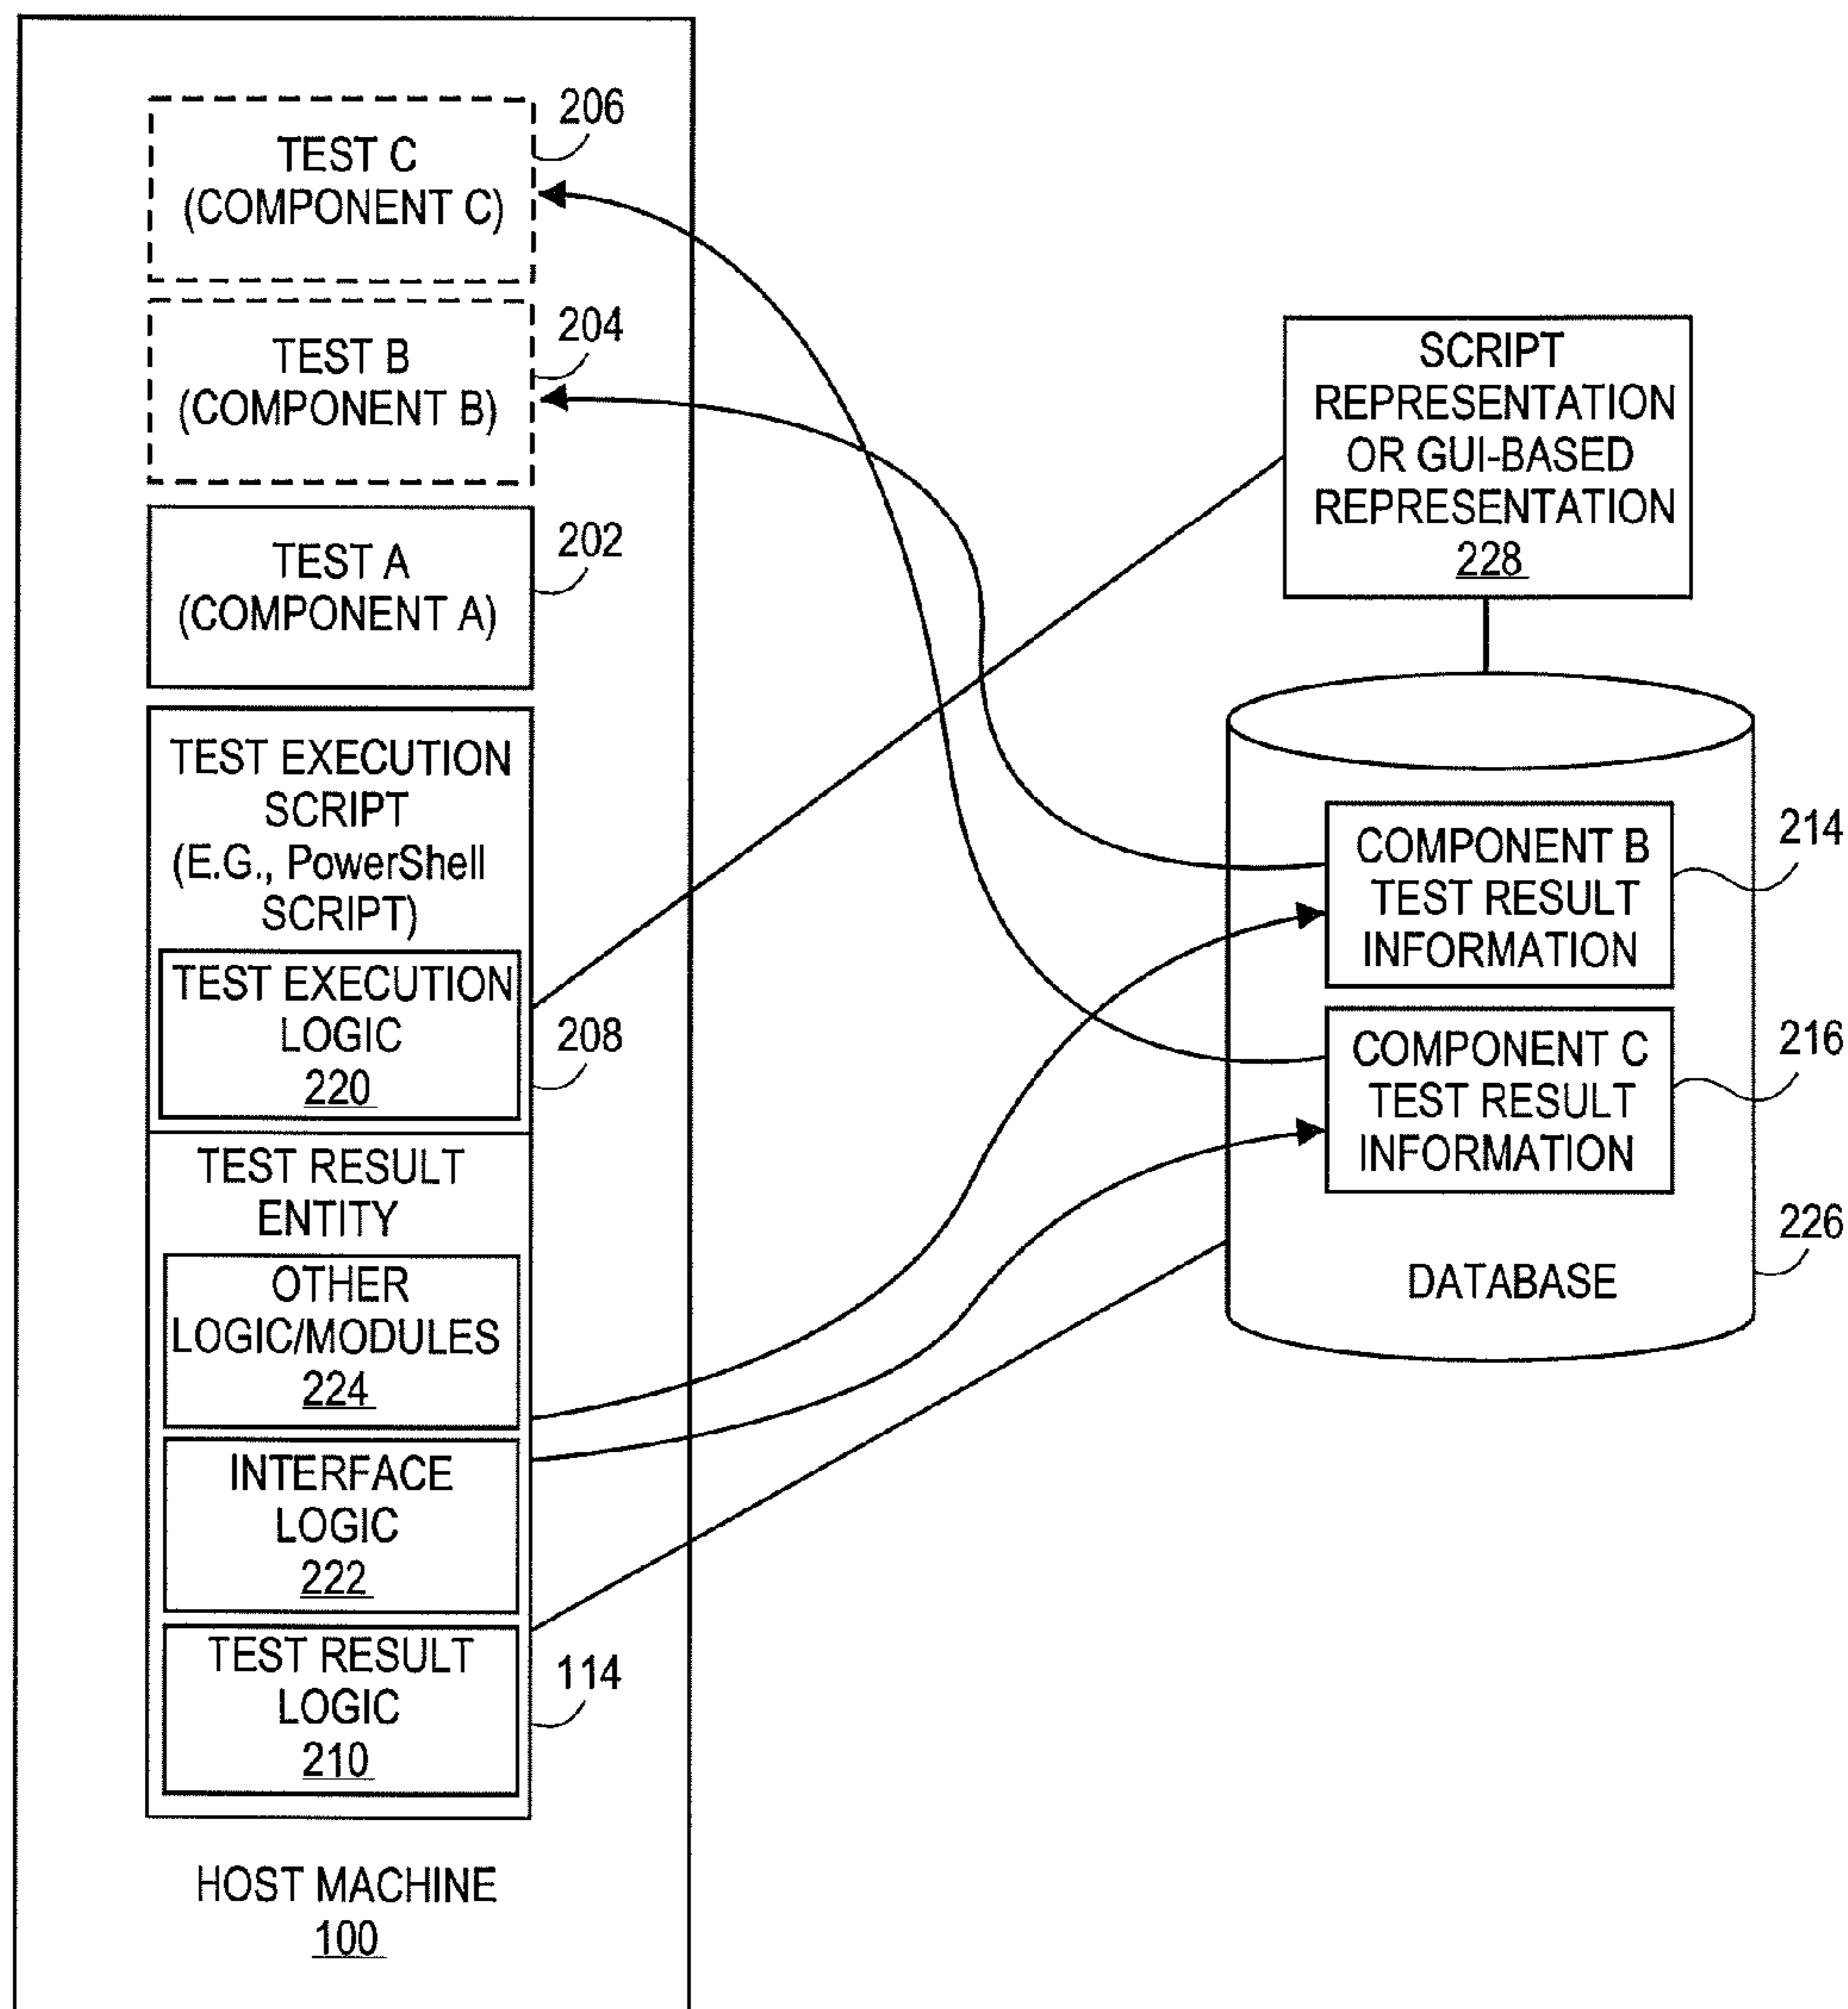 206
TEST C
(COMPONENT C)
204
TEST B
(COMPONENT B)
202
TEST A
(COMPONENT A)
TEST EXECUTION
SCRIPT
(E.G., PowerShell
SCRIPT)
TEST EXECUTION
LOGIC
220
208
TEST RESULT
ENTITY
OTHER
LOGIC/MODULES
224
INTERFACE
LOGIC
222
TEST RESULT
LOGIC
210
114
HOST MACHINE
100
SCRIPT
REPRESENTATION
OR GUI-BASED
REPRESENTATION
228
COMPONENT B
TEST RESULT
INFORMATION
214
COMPONENT C
TEST RESULT
INFORMATION
216
226
DATABASE